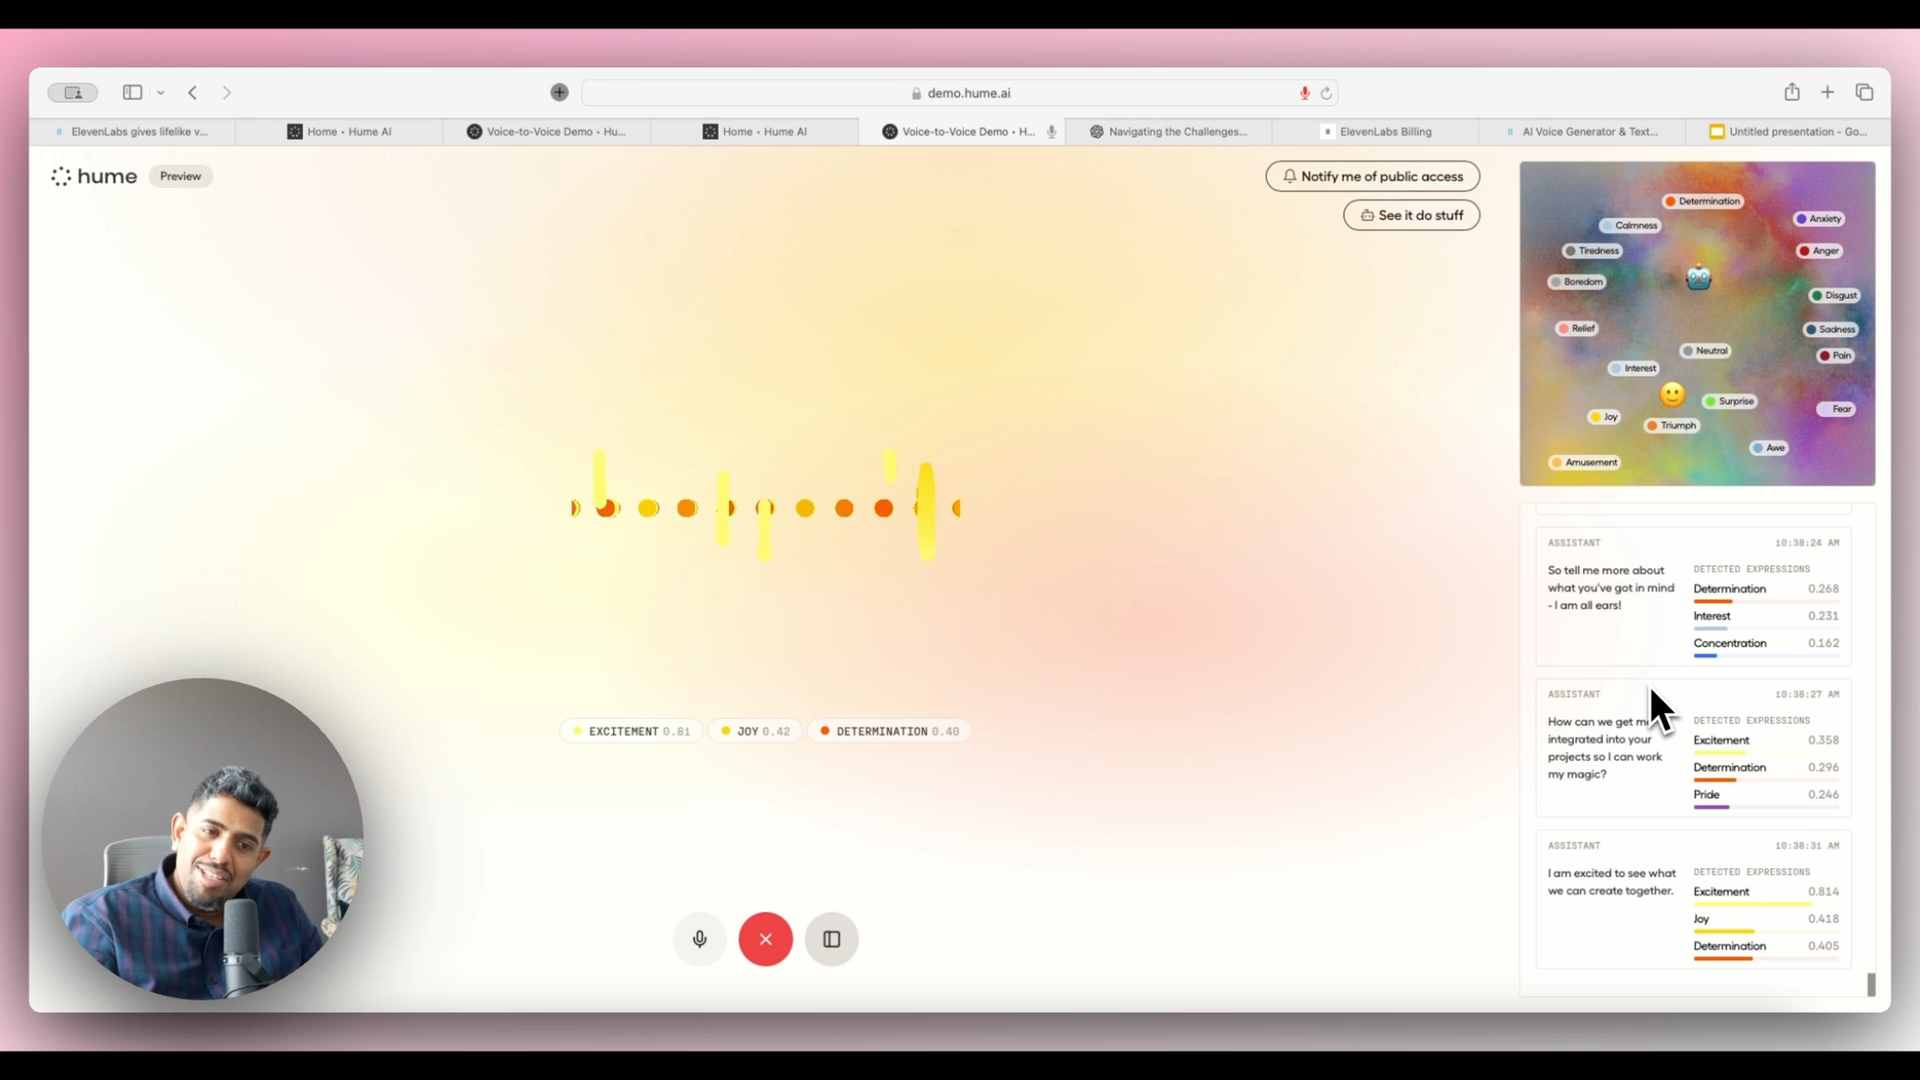 demo.hume.ai
ElevenLabs gives lifelike v...
Home • Hume AI
Voice-to-Voice Demo • Hu...
Home • Hume AI
Voice-to-Voice Demo • H...
Navigating the Challenges...
ElevenLabs Billing
AI Voice Generator & Text...
Untitled presentation - Go...
hume
Preview
Notify me of public access
See it do stuff
Determination
Calmness
Anxiety
Tiredness
Anger
Boredom
Disgust
Relief
Sadness
Neutral
Pain
Interest
Surprise
Fear
Joy
Triumph
Awe
Amusement
EXCITEMENT 0.81
JOY 0.42
DETERMINATION 0.40
ASSISTANT
10:38:24 AM
So tell me more about
what you've got in mind
- I am all ears!
DETECTED EXPRESSIONS
Determination 0.268
Interest 0.231
Concentration 0.162
ASSISTANT
10:38:27 AM
How can we get
integrated into your
projects so I can work
my magic?
DETECTED EXPRESSIONS
Excitement 0.358
Determination 0.296
Pride 0.246
ASSISTANT
10:38:31 AM
I am excited to see what
we can create together.
DETECTED EXPRESSIONS
Excitement 0.814
Joy 0.418
Determination 0.405